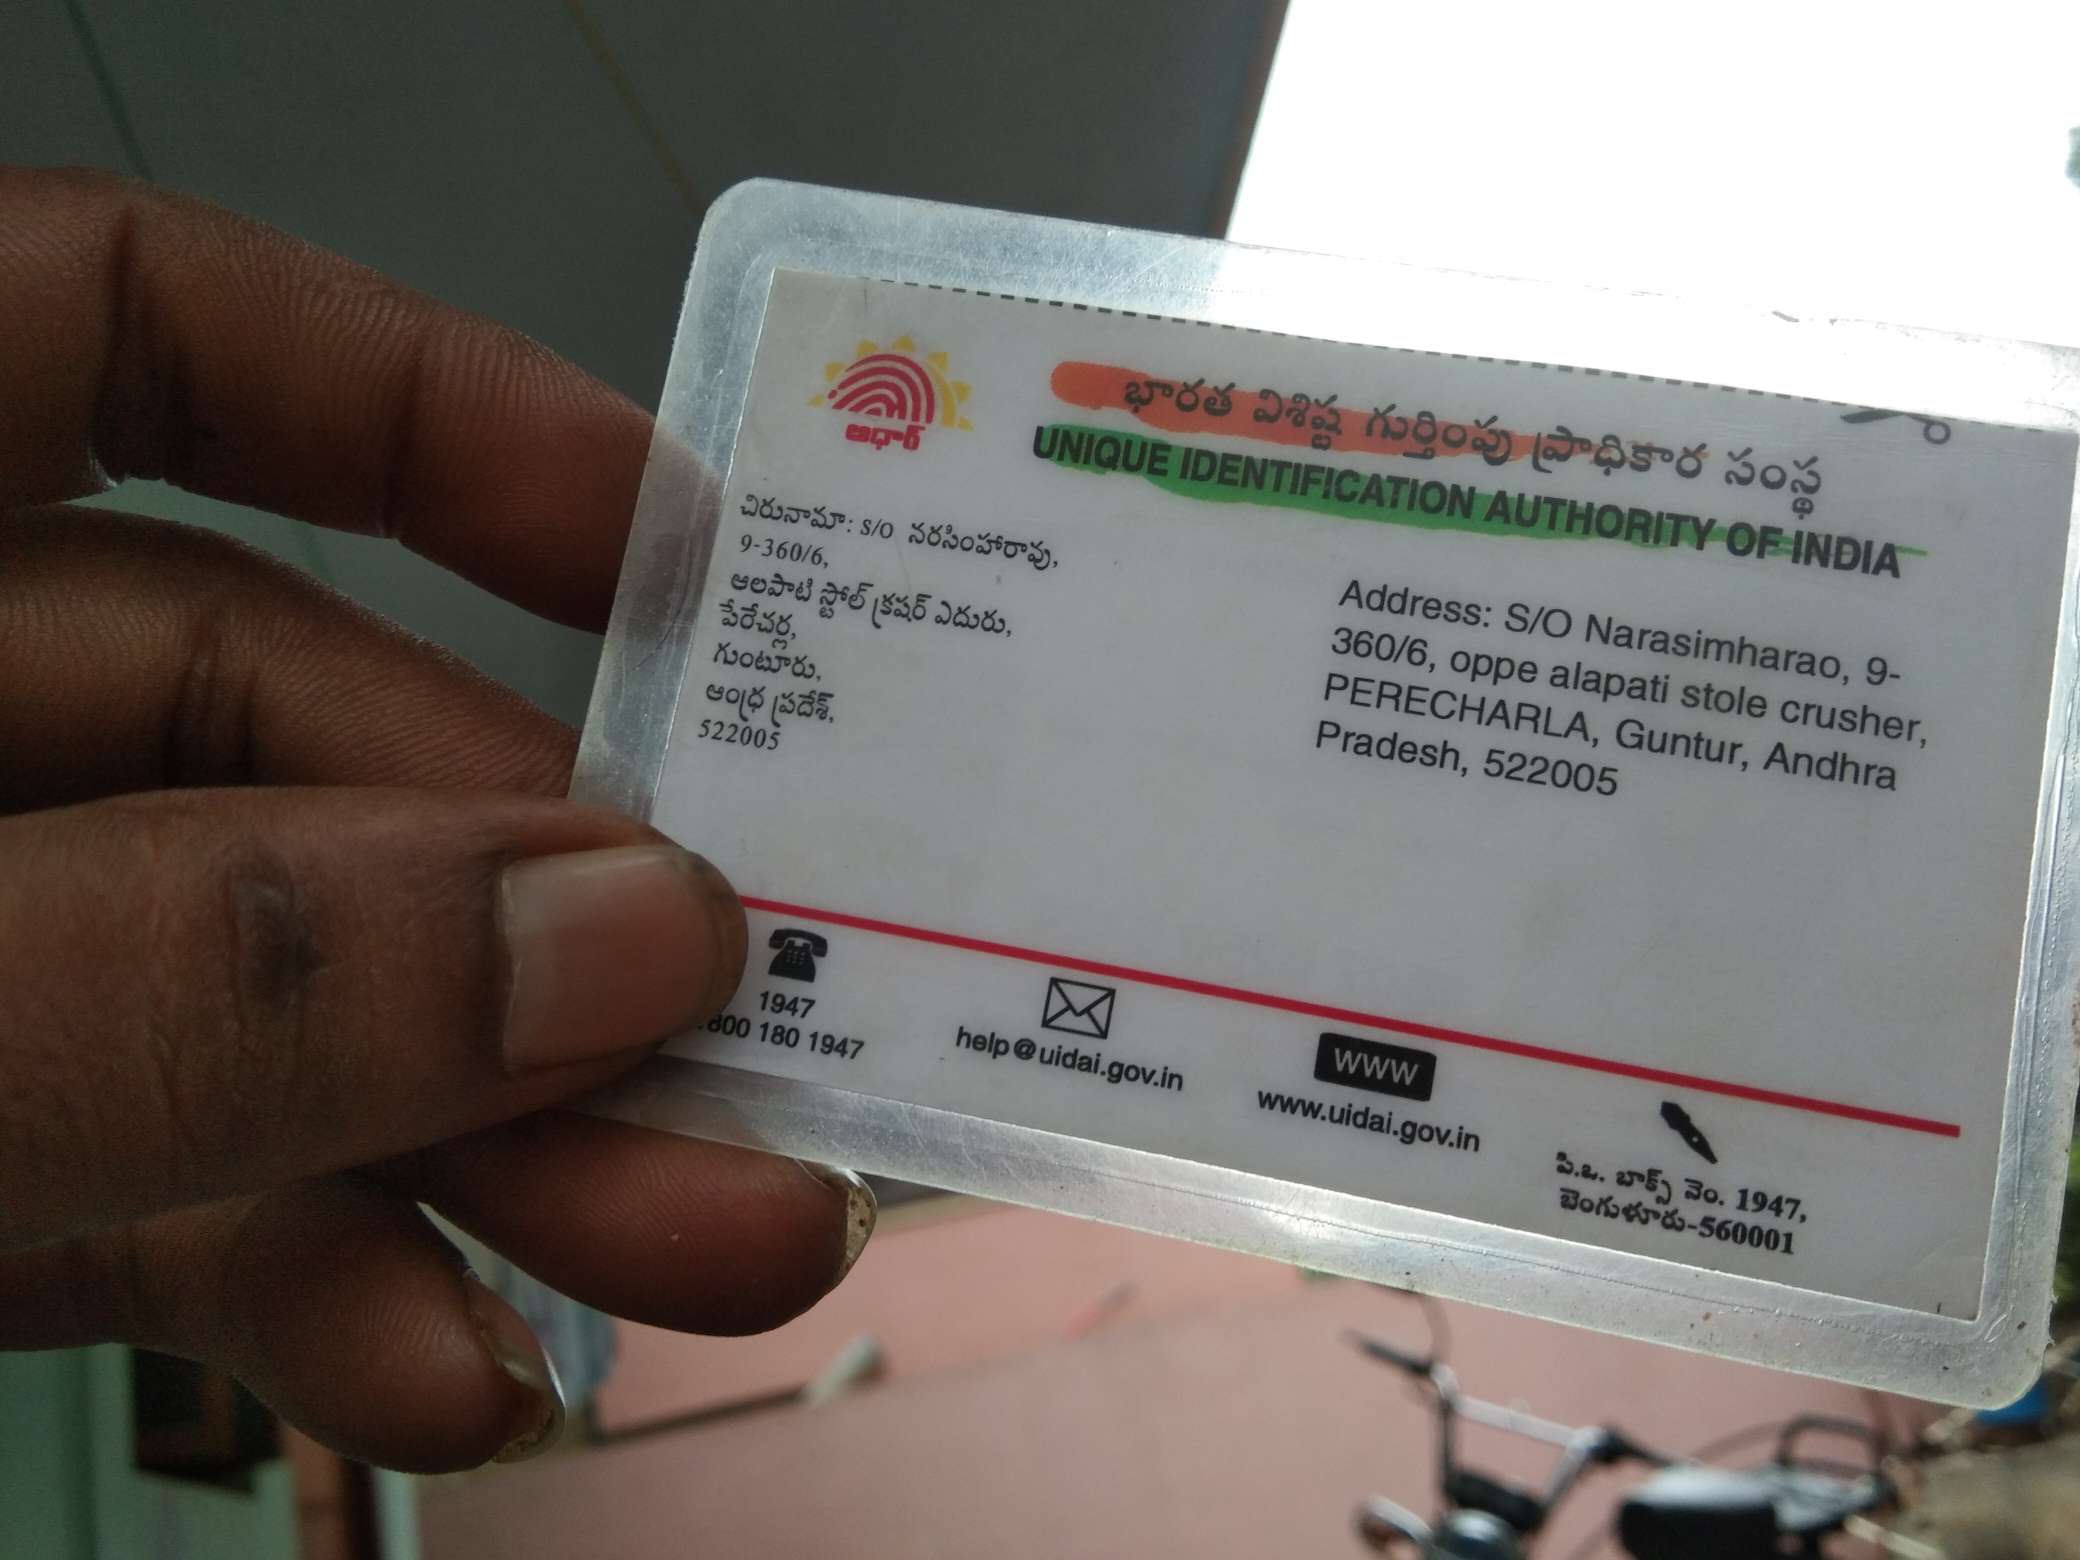 ఆధార్
భారత విశిష్ట గుర్తింపు ప్రాధికార సంస్థ
UNIQUE IDENTIFICATION AUTHORITY OF INDIA
చిరునామా: S/O నరసింహారావు,
9-360/6,
ఆలపాటి స్టోల్ క్రషర్ ఎదురు,
పేరేచర్ల,
గుంటూరు,
ఆంధ్ర ప్రదేశ్,
522005
Address: S/O Narasimharao, 9-
360/6, oppe alapati stole crusher,
PERECHARLA, Guntur, Andhra
Pradesh, 522005
1947
800 180 1947
help@uidai.gov.in
WWW
www.uidai.gov.in
పి.ఒ. బాక్స్ నెం. 1947,
బెంగుళూరు-560001